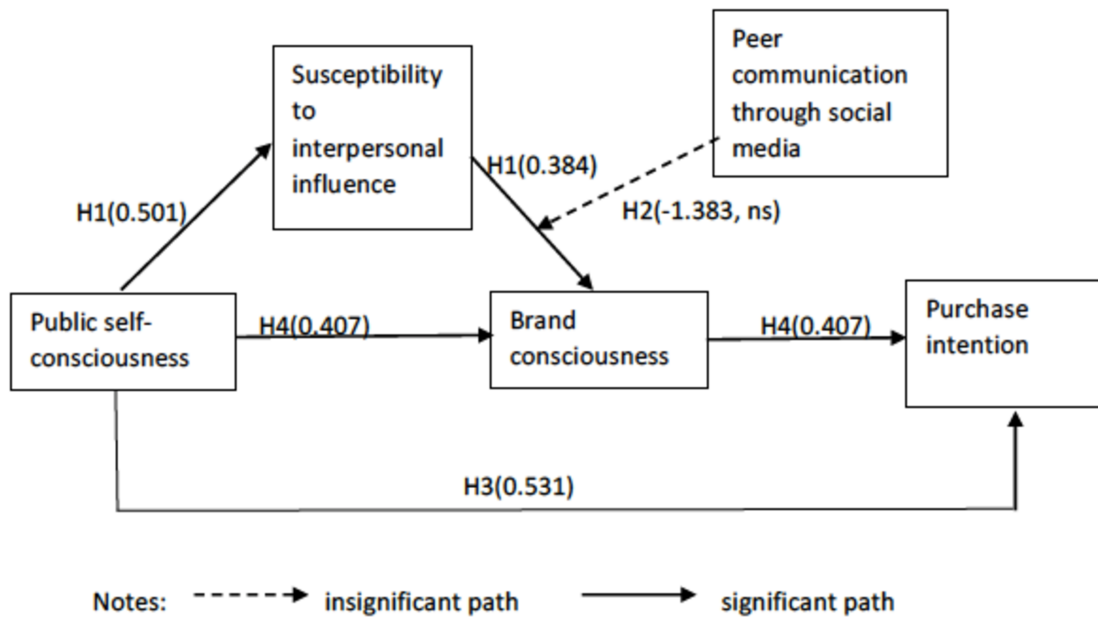 Peer
communication
through social
media
Susceptibility
to
interpersonal
influence
H1(0.384)
H1(0.501)
H2(-1.383, ns)
Public self-
consciousness
H4(0.407)
Brand
consciousness
H4(0.407)
Purchase
intention
H3(0.531)
Notes: insignificant path significant path